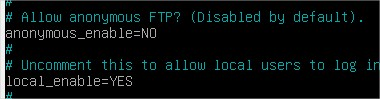 #
# Allow anonymous FTP? (Disabled by default).
anonymous_enable=NO
#
# Uncomment this to allow local users to log in
local_enable=YES
#